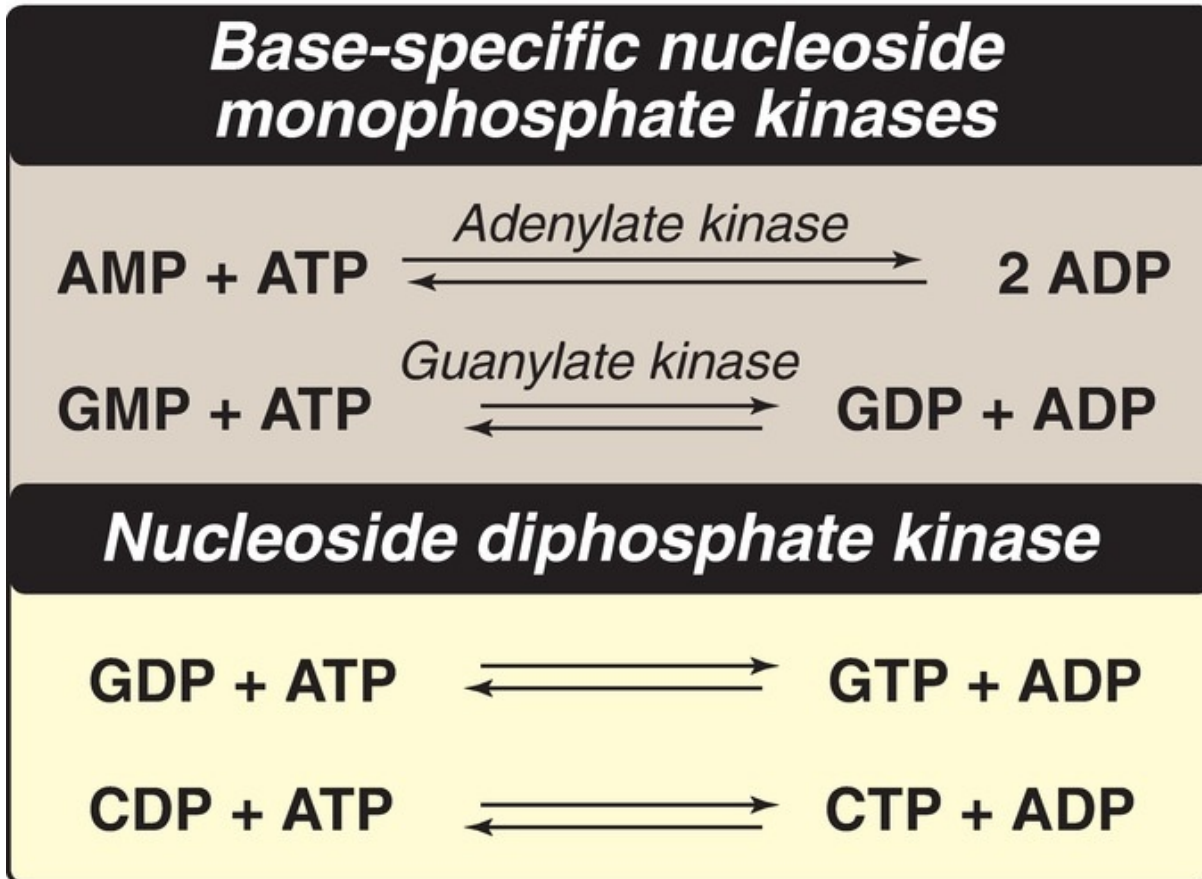 Base-specific nucleoside
monophosphate kinases
Adenylate kinase
AMP + ATP 2 ADP
Guanylate kinase
GMP + ATP GDP + ADP
Nucleoside diphosphate kinase
GDP + ATP GTP + ADP
CDP + ATP CTP + ADP